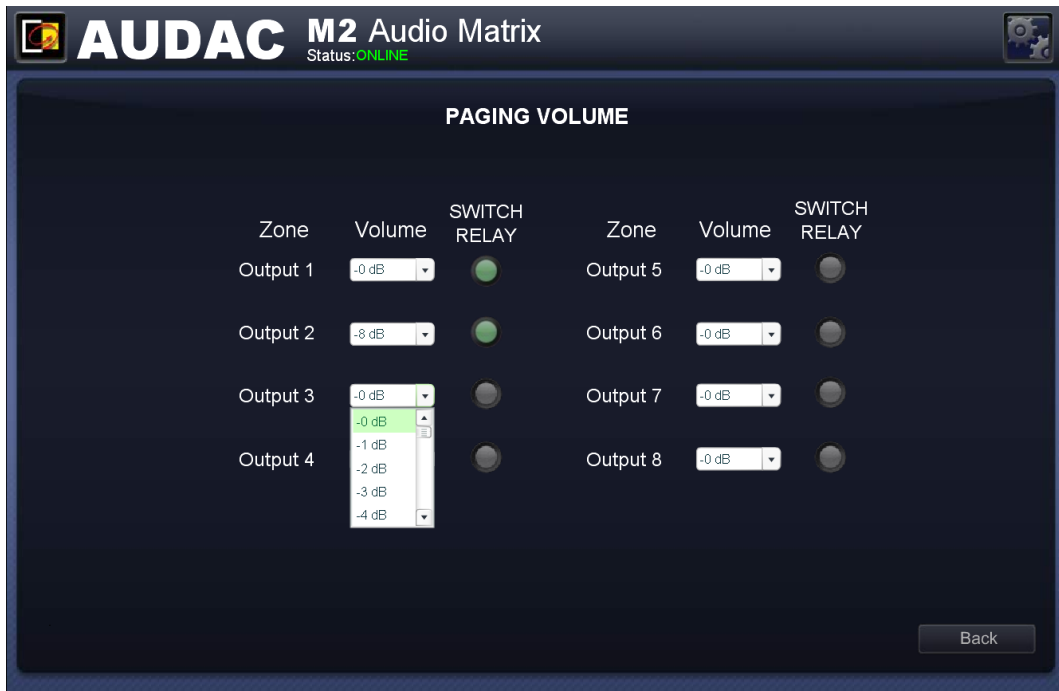 AUDAC M2 Audio Matrix
Status:ONLINE
PAGING VOLUME
Zone Volume SWITCH RELAY Zone Volume SWITCH RELAY
Output 1 -0 dB Output 5 -0 dB
Output 2 -8 dB Output 6 -0 dB
Output 3 -0 dB Output 7 -0 dB
-0 dB
-1 dB
Output 4 -2 dB Output 8 -0 dB
-3 dB
-4 dB
Back